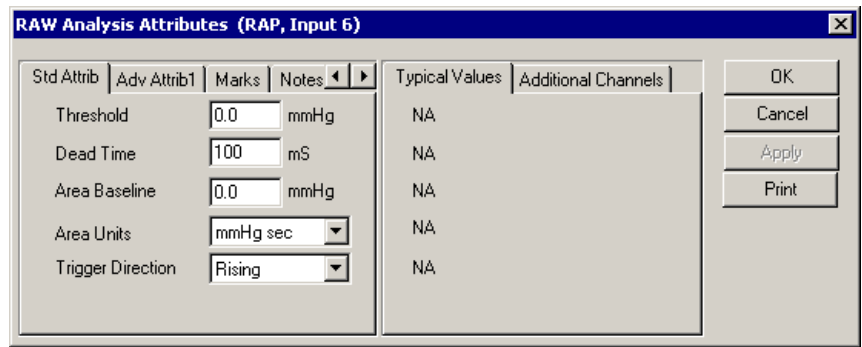 RAW Analysis Attributes (RAP, Input 6)
Std Attrib Adv Attrib1 Marks Notes
Typical Values Additional Channels
OK
Threshold 0.0 mmHg NA
Cancel
Dead Time 100 mS NA
Apply
Area Baseline 0.0 mmHg NA
Print
Area Units mmHg sec NA
Trigger Direction Rising NA